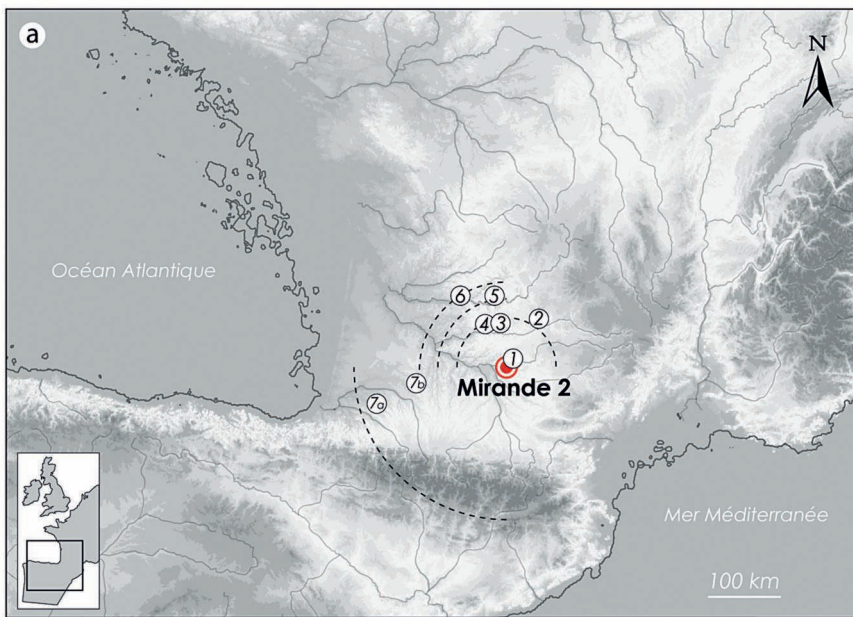 a
N
Océan Atlantique
6
5
4
3
2
1
Mirande 2
7b
7a
Mer Méditerranée
100 km